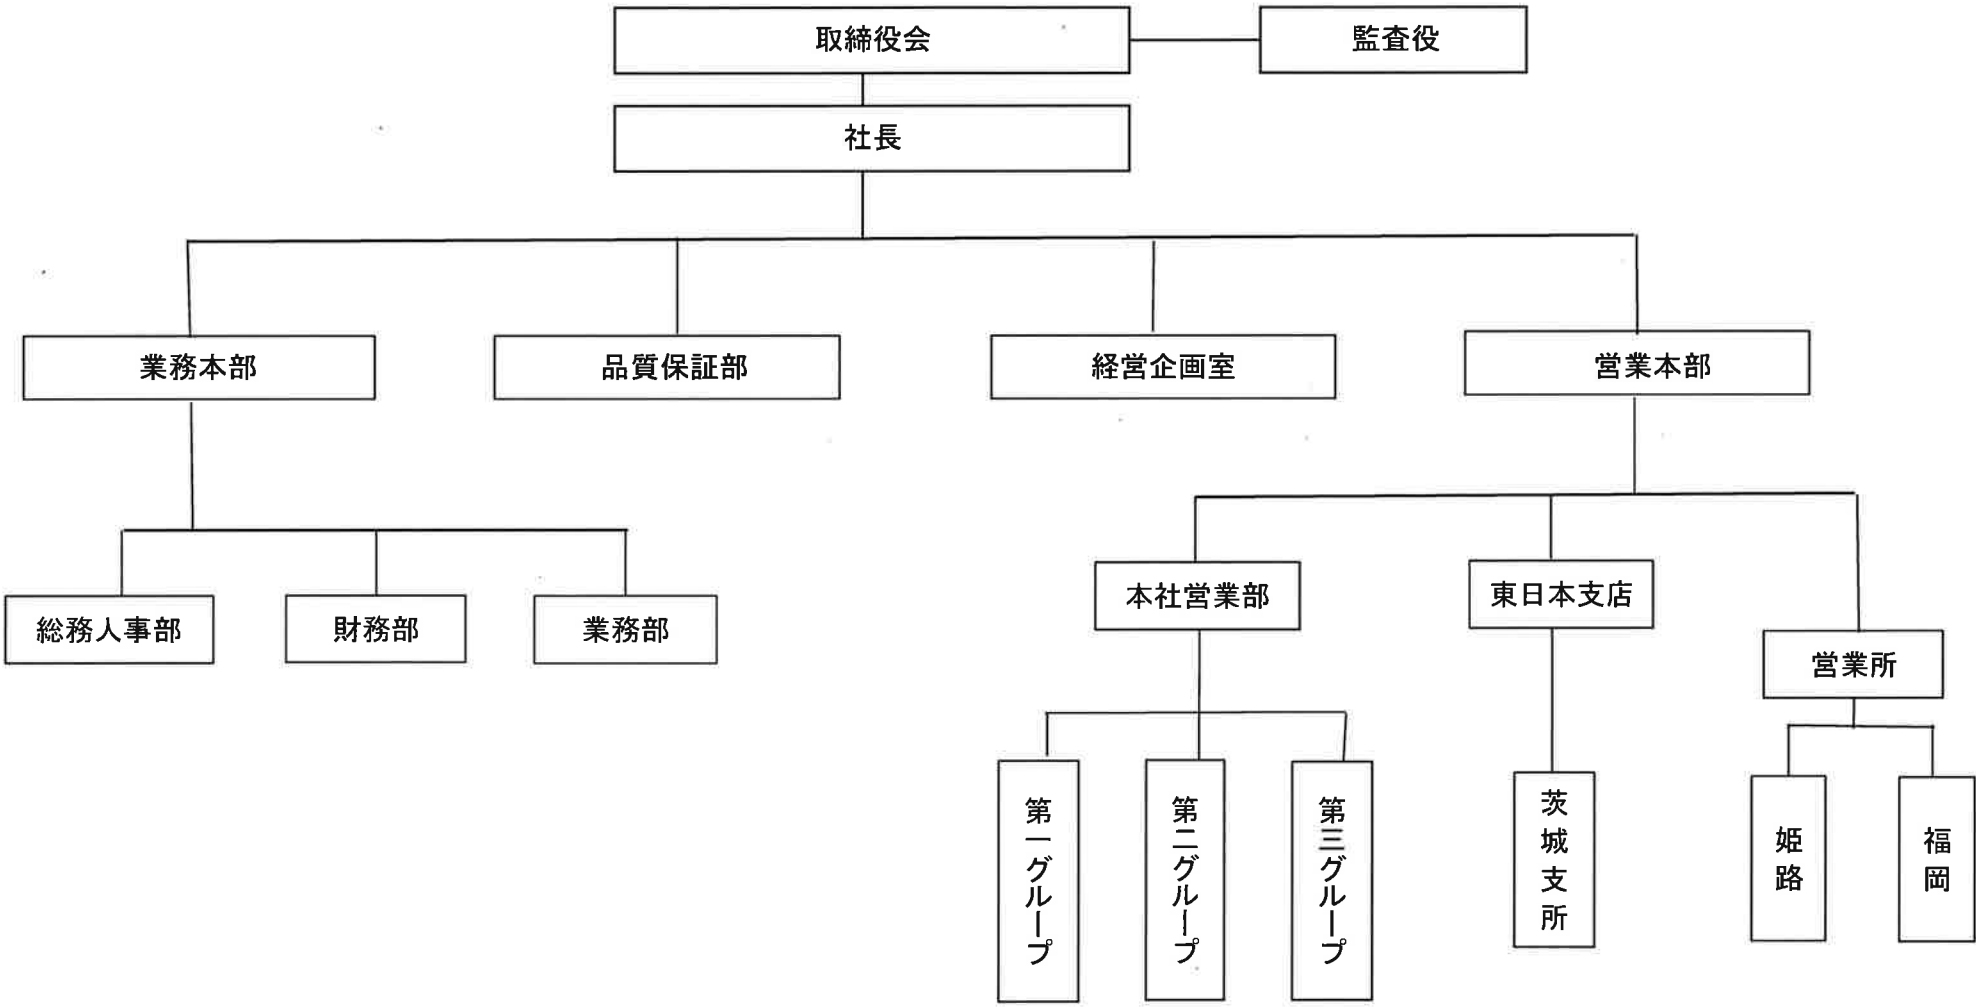 取締役会
監査役
社長
業務本部
品質保証部
経営企画室
営業本部
総務人事部
財務部
業務部
本社営業部
東日本支店
営業所
第一グループ
第二グループ
第三グループ
茨城支所
姫路
福岡